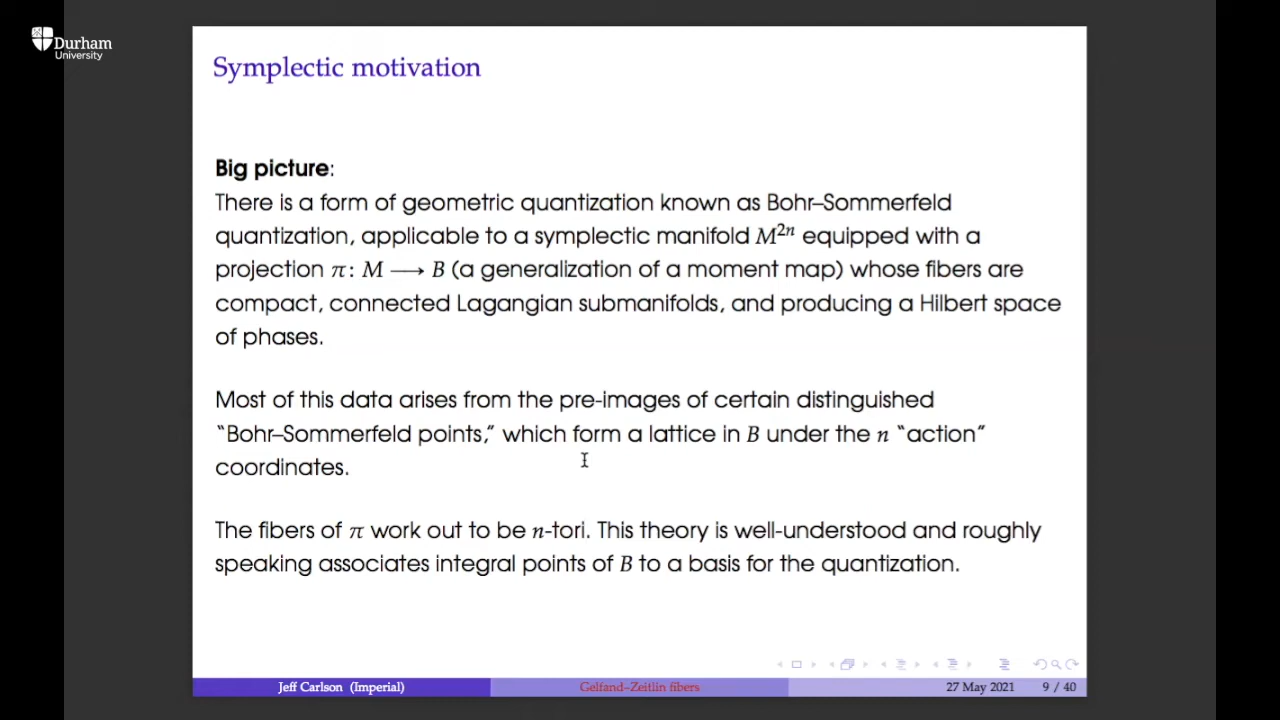 Durham
University
Symplectic motivation
Big picture:
There is a form of geometric quantization known as Bohr–Sommerfeld
quantization, applicable to a symplectic manifold M²ⁿ equipped with a
projection π: M ⟶ B (a generalization of a moment map) whose fibers are
compact, connected Lagangian submanifolds, and producing a Hilbert space
of phases.
Most of this data arises from the pre-images of certain distinguished
“Bohr–Sommerfeld points,” which form a lattice in B under the n “action”
coordinates.
The fibers of π work out to be n-tori. This theory is well-understood and roughly
speaking associates integral points of B to a basis for the quantization.
Jeff Carlson (Imperial) Gelfand–Zeitlin fibers 27 May 2021 9 / 40